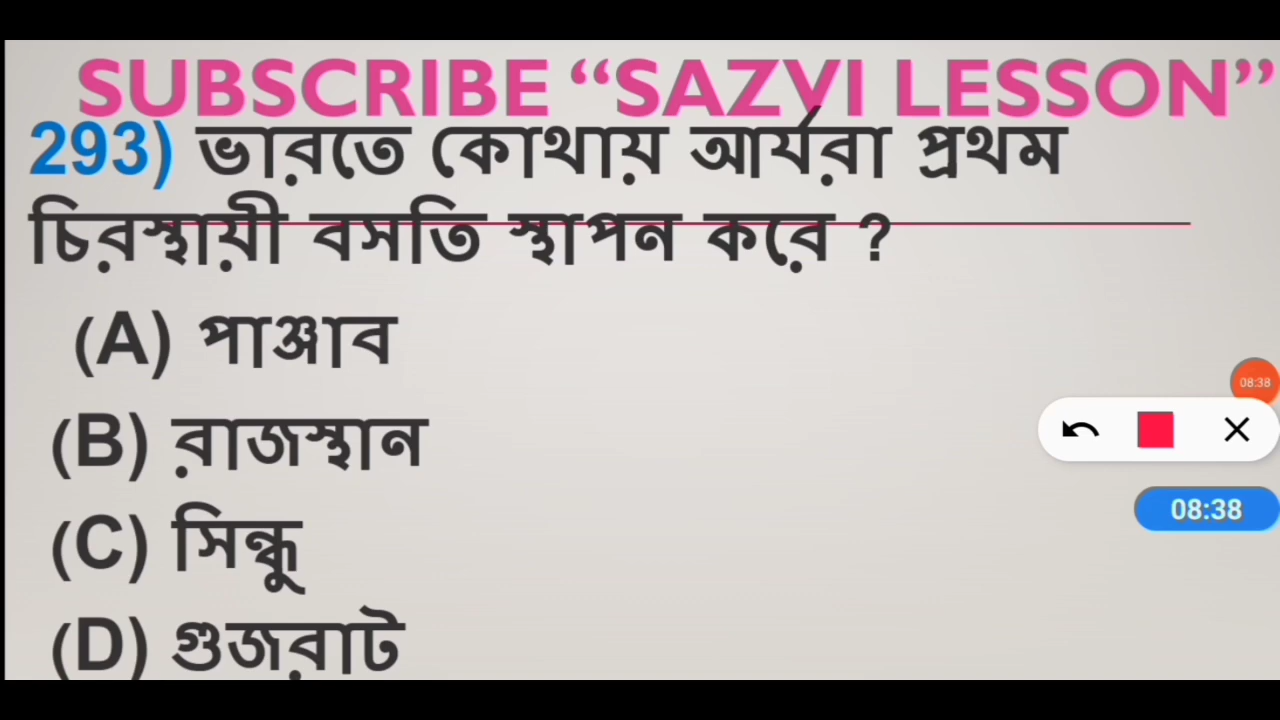 SUBSCRIBE “SAZVI LESSON”
293) ভারতে কোথায় আর্যরা প্রথম
চিরস্থায়ী বসতি স্থাপন করে ?
(A) পাঞ্জাব
(B) রাজস্থান
(C) সিন্ধু
(D) গুজরাট
08:38
08:38